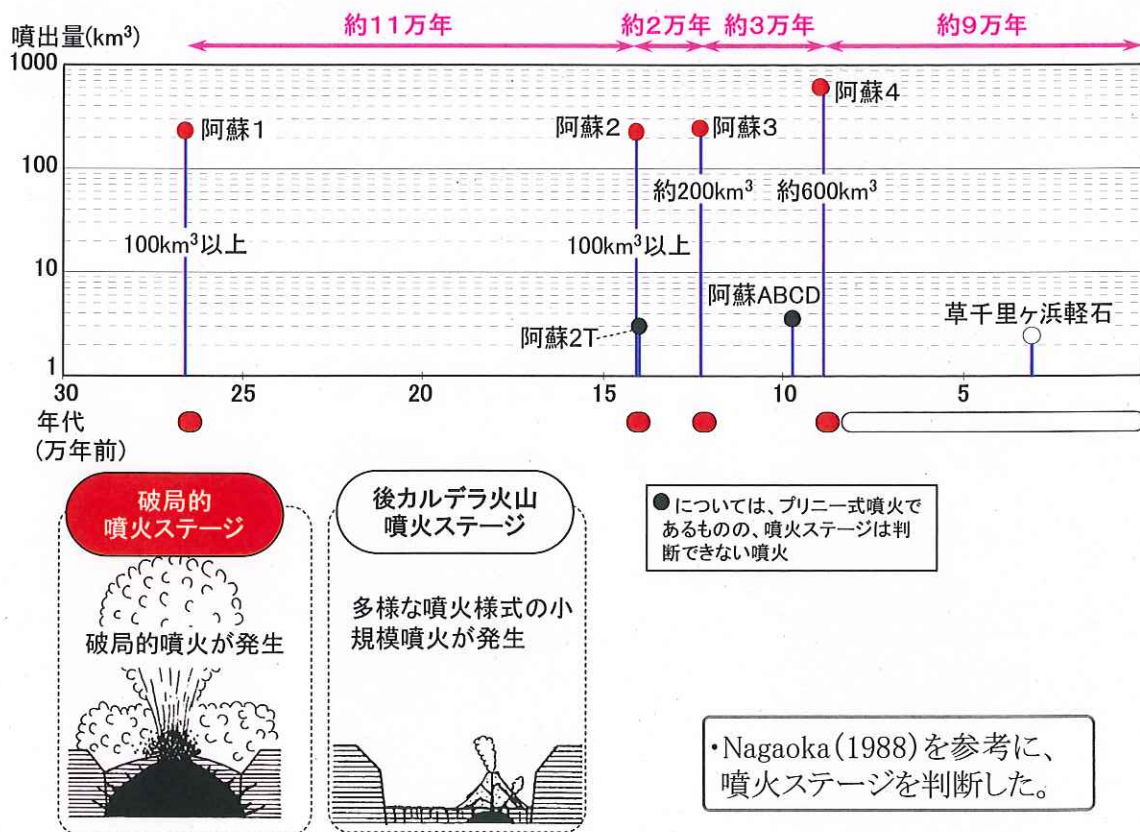 約11万年
約2万年
約3万年
約9万年
噴出量(km³)
1000
100
10
1
阿蘇1
阿蘇2
阿蘇3
阿蘇4
100km³以上
100km³以上
約200km³
約600km³
阿蘇2T
阿蘇ABCD
草千里ヶ浜軽石
30
25
20
15
10
5
年代
(万年前)
破局的
噴火ステージ
破局的噴火が発生
後カルデラ火山
噴火ステージ
多様な噴火様式の小
規模噴火が発生
●については、プリニー式噴火で
あるものの、噴火ステージは判
断できない噴火
・Nagaoka(1988)を参考に、
噴火ステージを判断した。